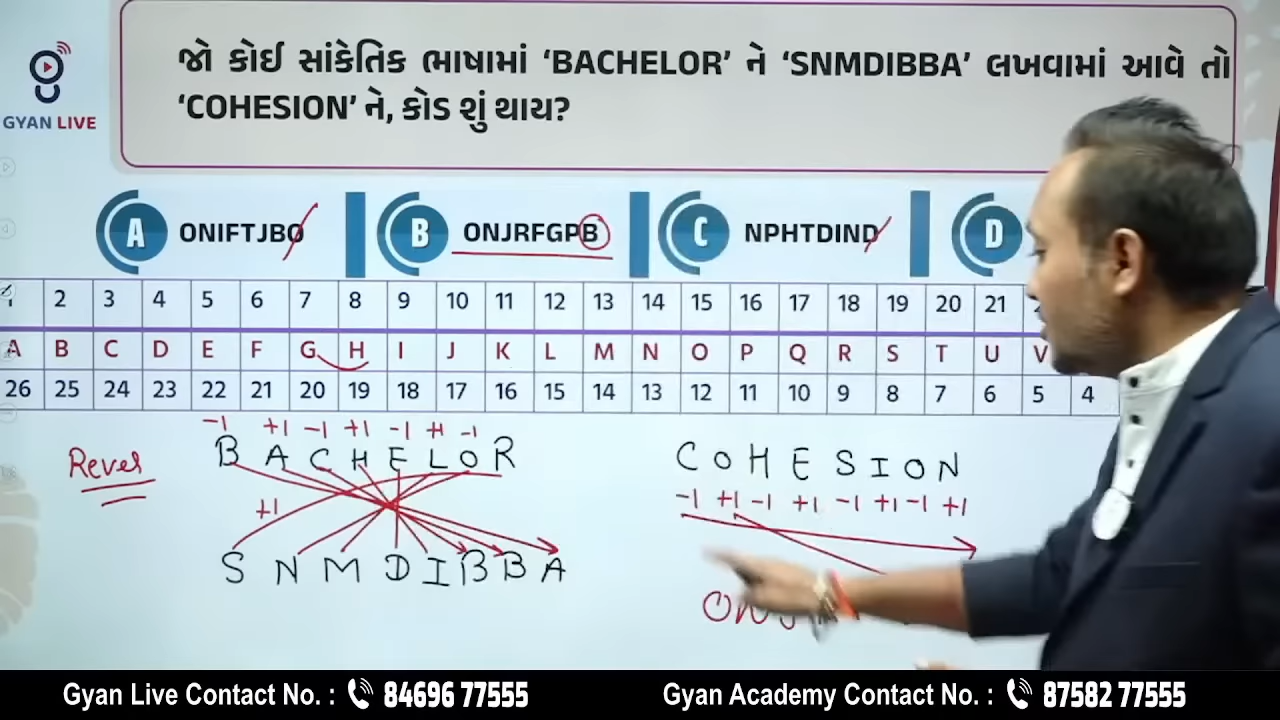 જો કોઈ સાંકેતિક ભાષામાં ‘BACHELOR’ ને ‘SNMDIBBA’ લખવામાં આવે તો
‘COHESION’ ને, કોડ શું થાય?
GYAN LIVE
A ONIFTJBO B ONJRFGPB C NPHTDIND D
1 2 3 4 5 6 7 8 9 10 11 12 13 14 15 16 17 18 19 20 21
A B C D E F G H I J K L M N O P Q R S T U V
26 25 24 23 22 21 20 19 18 17 16 15 14 13 12 11 10 9 8 7 6 5 4
-1 +1 -1 +1 -1 +1 -1
Rever B A C H E L O R
+1
S N M D I B B A
C O H E S I O N
-1 +1 -1 +1 -1 +1 -1 +1
Gyan Live Contact No. : 84696 77555 Gyan Academy Contact No. : 87582 77555